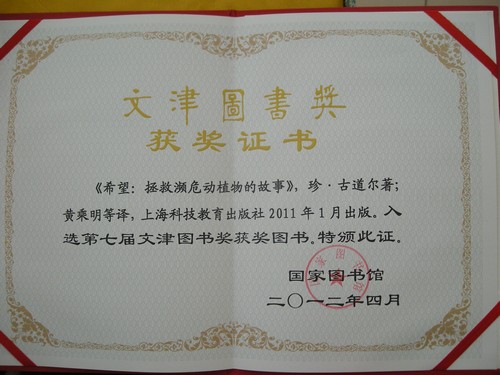 文津圖書獎
获奖证书
《希望：拯救濒危动植物的故事》，珍·古道尔著；
黄乘明等译，上海科技教育出版社2011年1月出版。入
选第七届文津图书奖获奖图书。特颁此证。
国家图书馆
二〇一二年四月